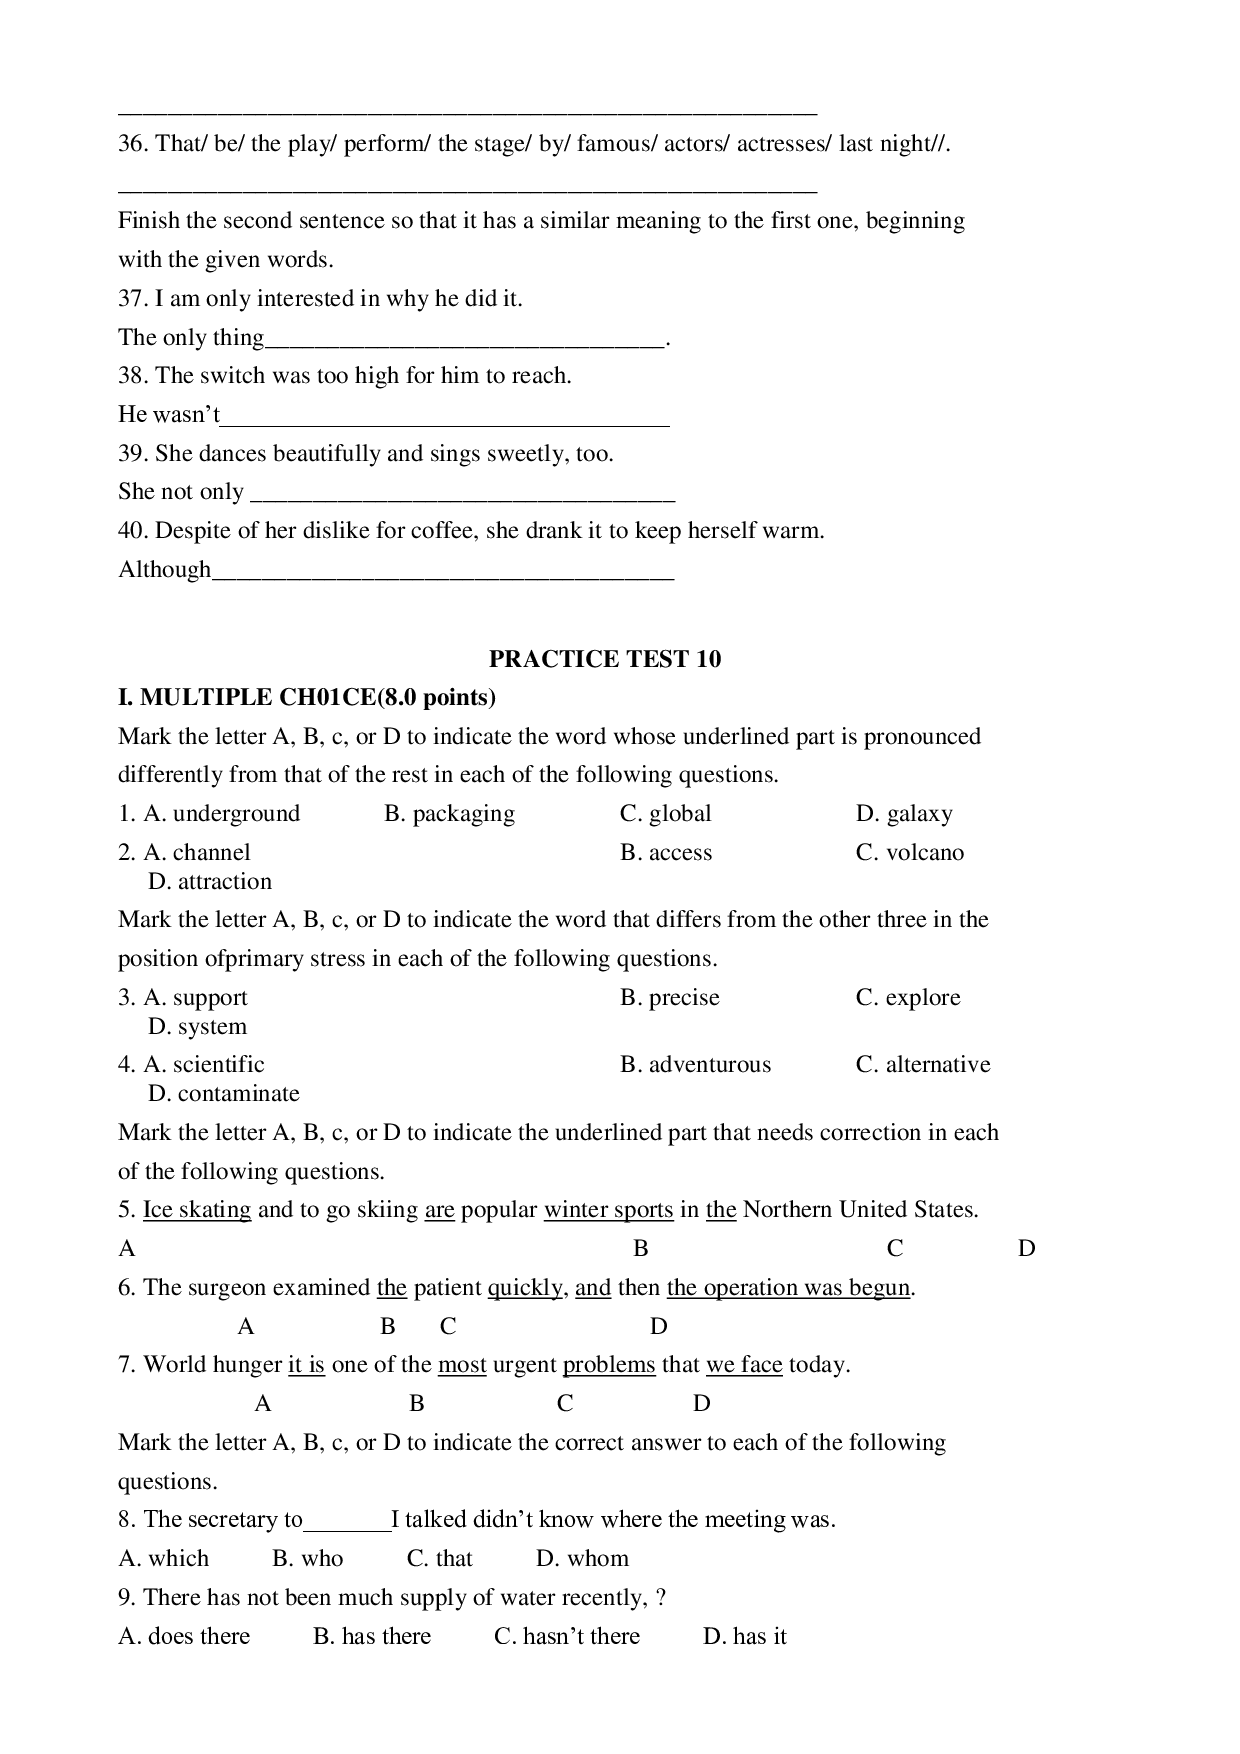 _________________________________________________________
36. That/ be/ the play/ perform/ the stage/ by/ famous/ actors/ actresses/ last night//.
_________________________________________________________
Finish the second sentence so that it has a similar meaning to the first one, beginning
with the given words.
37. I am only interested in why he did it.
The only thing________________________________.
38. The switch was too high for him to reach.
He wasn’t____________________________________
39. She dances beautifully and sings sweetly, too.
She not only __________________________________
40. Despite of her dislike for coffee, she drank it to keep herself warm.
Although_____________________________________
PRACTICE TEST 10
I. MULTIPLE CH01CE(8.0 points)
Mark the letter A, B, c, or D to indicate the word whose underlined part is pronounced
differently from that of the rest in each of the following questions.
1. A. underground B. packaging C. global D. galaxy
2. A. channel B. access C. volcano
D. attraction
Mark the letter A, B, c, or D to indicate the word that differs from the other three in the
position ofprimary stress in each of the following questions.
3. A. support B. precise C. explore
D. system
4. A. scientific B. adventurous C. alternative
D. contaminate
Mark the letter A, B, c, or D to indicate the underlined part that needs correction in each
of the following questions.
5. Ice skating and to go skiing are popular winter sports in the Northern United States.
A B C D
6. The surgeon examined the patient quickly, and then the operation was begun.
A B C D
7. World hunger it is one of the most urgent problems that we face today.
A B C D
Mark the letter A, B, c, or D to indicate the correct answer to each of the following
questions.
8. The secretary to_______I talked didn’t know where the meeting was.
A. which B. who C. that D. whom
9. There has not been much supply of water recently, ?
A. does there B. has there C. hasn’t there D. has it